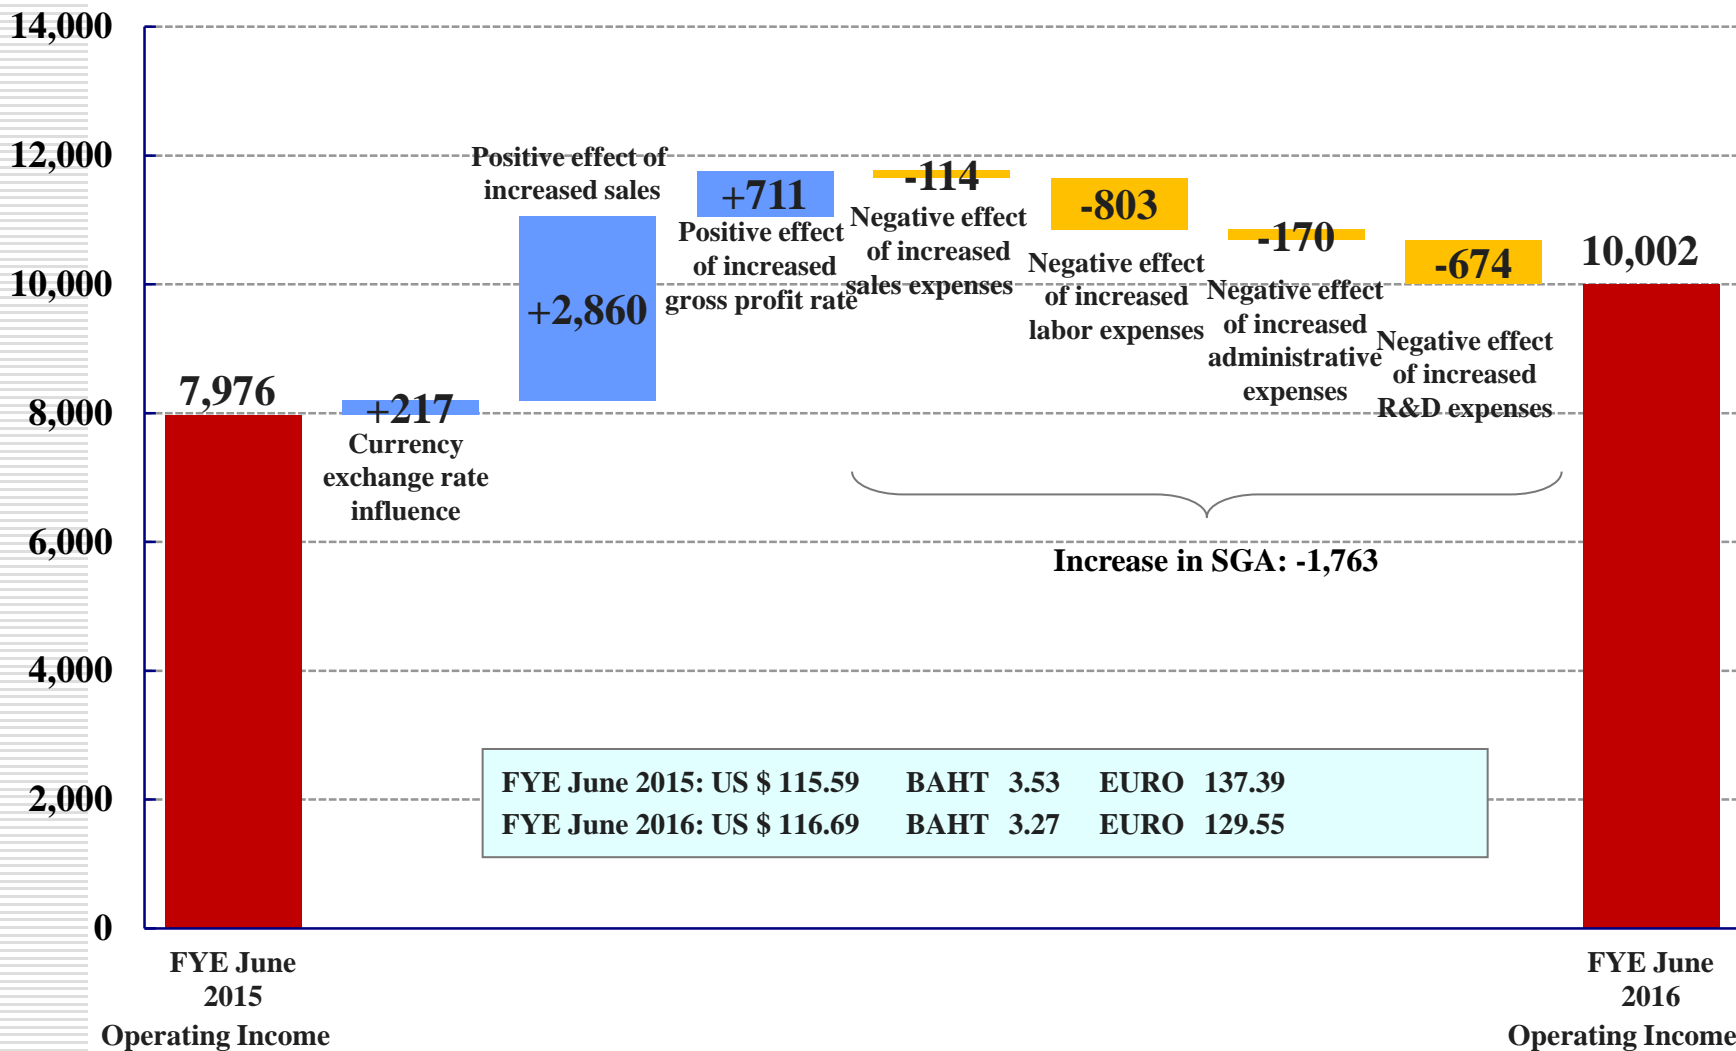 14,000
12,000
10,000
8,000
6,000
4,000
2,000
0
7,976
+217
Currency
exchange rate
influence
Positive effect of
increased sales
+2,860
+711
Positive effect
of increased
gross profit rate
-114
Negative effect
of increased
sales expenses
-803
Negative effect
of increased
labor expenses
-170
Negative effect
of increased
administrative
expenses
-674
Negative effect
of increased
R&D expenses
10,002
Increase in SGA: -1,763
FYE June 2015: US $ 115.59 BAHT 3.53 EURO 137.39
FYE June 2016: US $ 116.69 BAHT 3.27 EURO 129.55
FYE June
2015
Operating Income
FYE June
2016
Operating Income